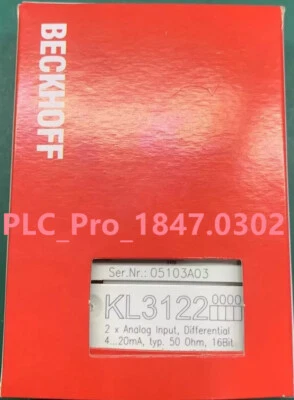 BECKHOFF
PLC_Pro_1847.0302
Ser.Nr.: 05103A03
KL3122 0000
2 x Analog Input, Differential
4...20mA, typ. 50 Ohm, 16Bit